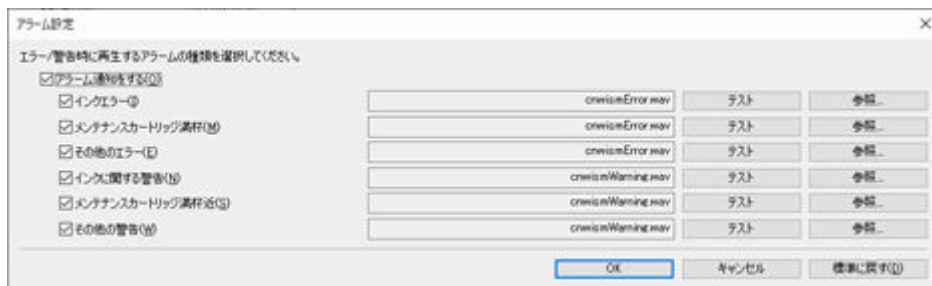 アラーム設定
エラー/警告時に再生するアラームの種類を選択してください。
アラーム通知をする(O)
インクエラー(I) cnwismError.wav テスト 参照...
メンテナンスカートリッジ満杯(M) cnwismError.wav テスト 参照...
その他のエラー(E) cnwismError.wav テスト 参照...
インクに関する警告(N) cnwismWarning.wav テスト 参照...
メンテナンスカートリッジ満杯近(S) cnwismWarning.wav テスト 参照...
その他の警告(W) cnwismWarning.wav テスト 参照...
OK キャンセル 標準に戻す(D)